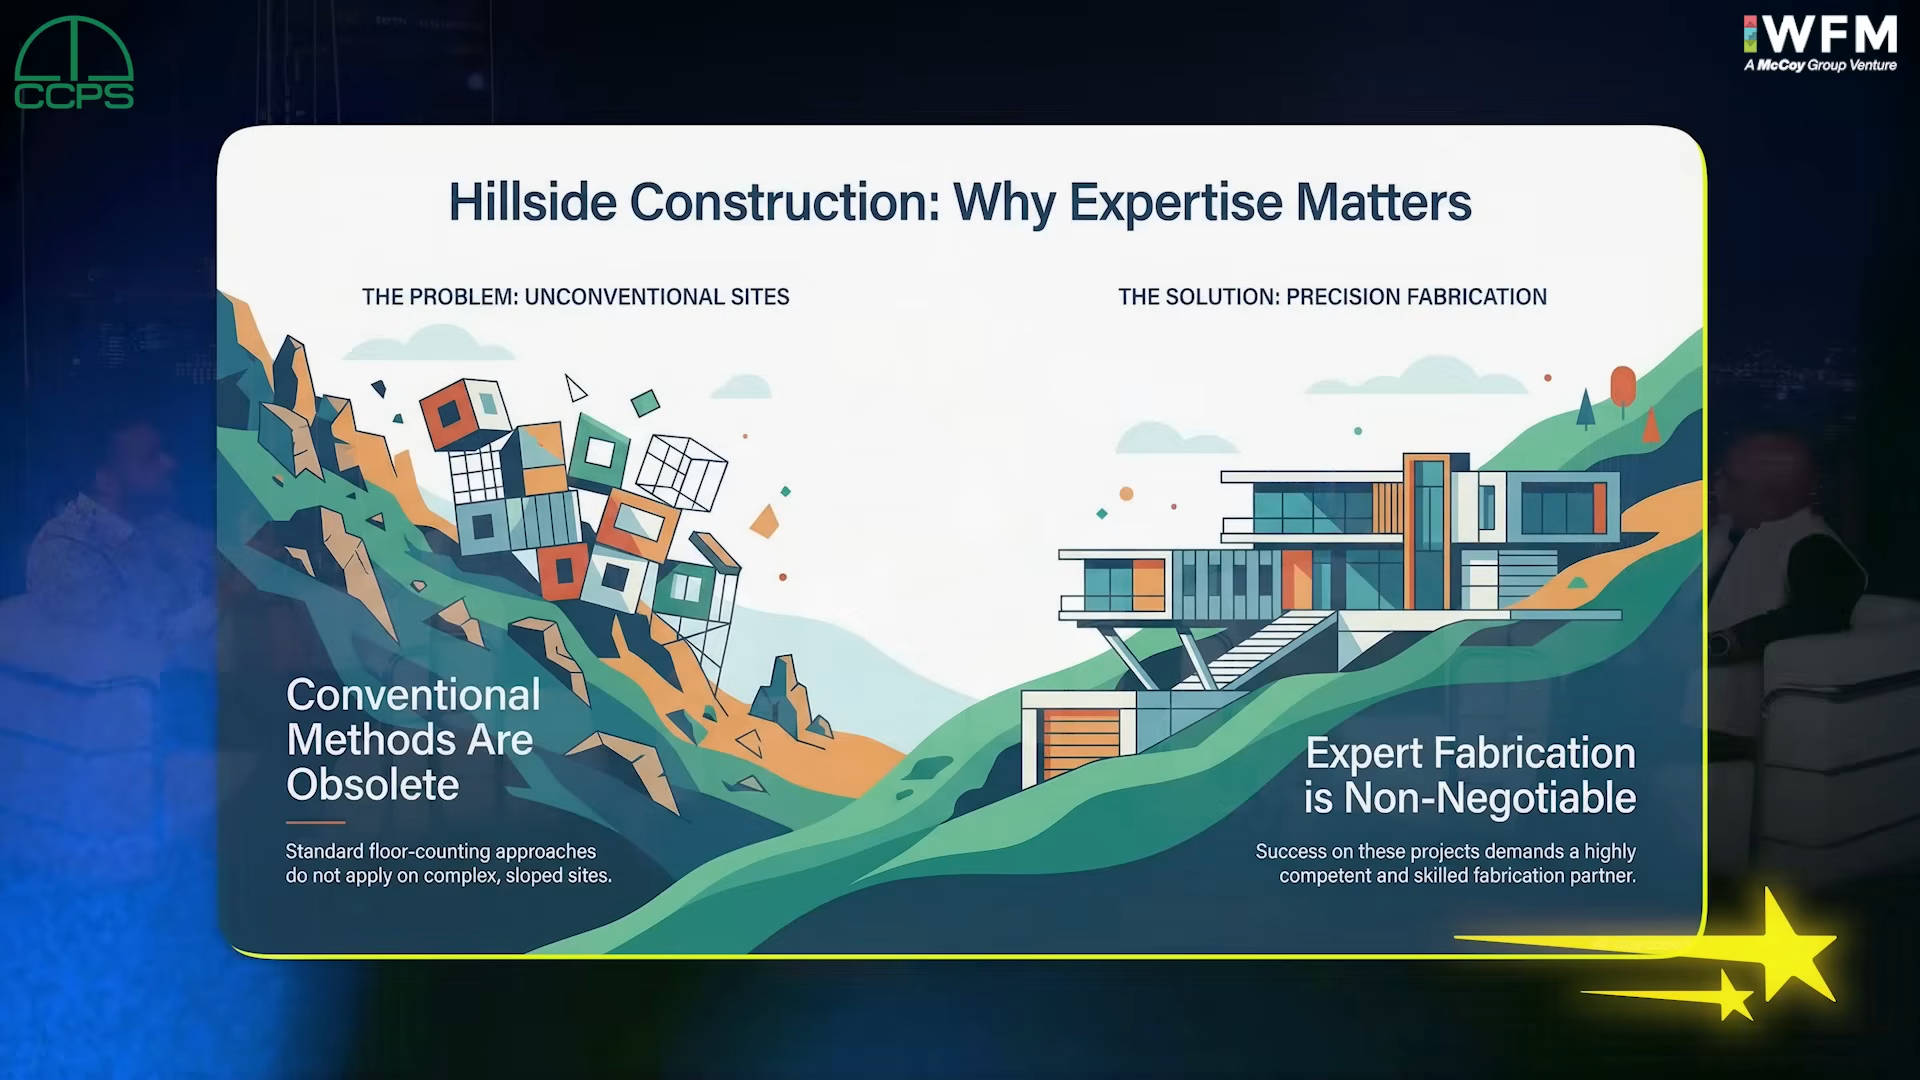 CCPS
WFM
A McCoy Group Venture
Hillside Construction: Why Expertise Matters
THE PROBLEM: UNCONVENTIONAL SITES
THE SOLUTION: PRECISION FABRICATION
Conventional
Methods Are
Obsolete
Standard floor-counting approaches
do not apply on complex, sloped sites.
Expert Fabrication
is Non-Negotiable
Success on these projects demands a highly
competent and skilled fabrication partner.